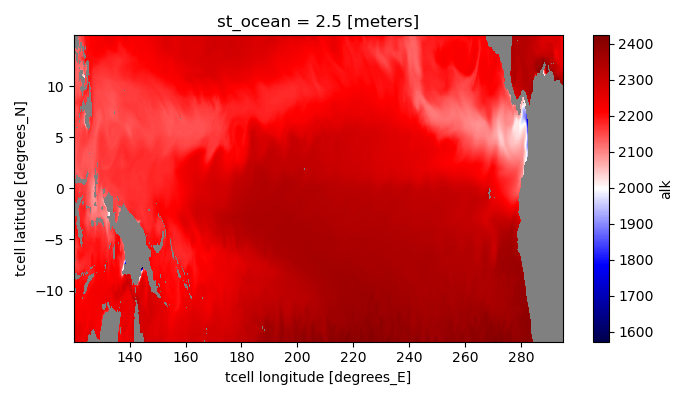 st_ocean = 2.5 [meters]
10
5
0
−5
−10
tcell latitude [degrees_N]
140 160 180 200 220 240 260 280
tcell longitude [degrees_E]
2400
2300
2200
2100
2000
1900
1800
1700
1600
alk